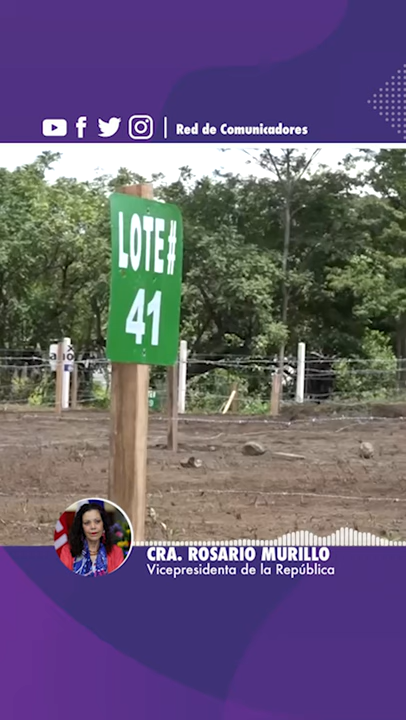 Red de Comunicadores
LOTE#
41
CRA. ROSARIO MURILLO
Vicepresidenta de la República